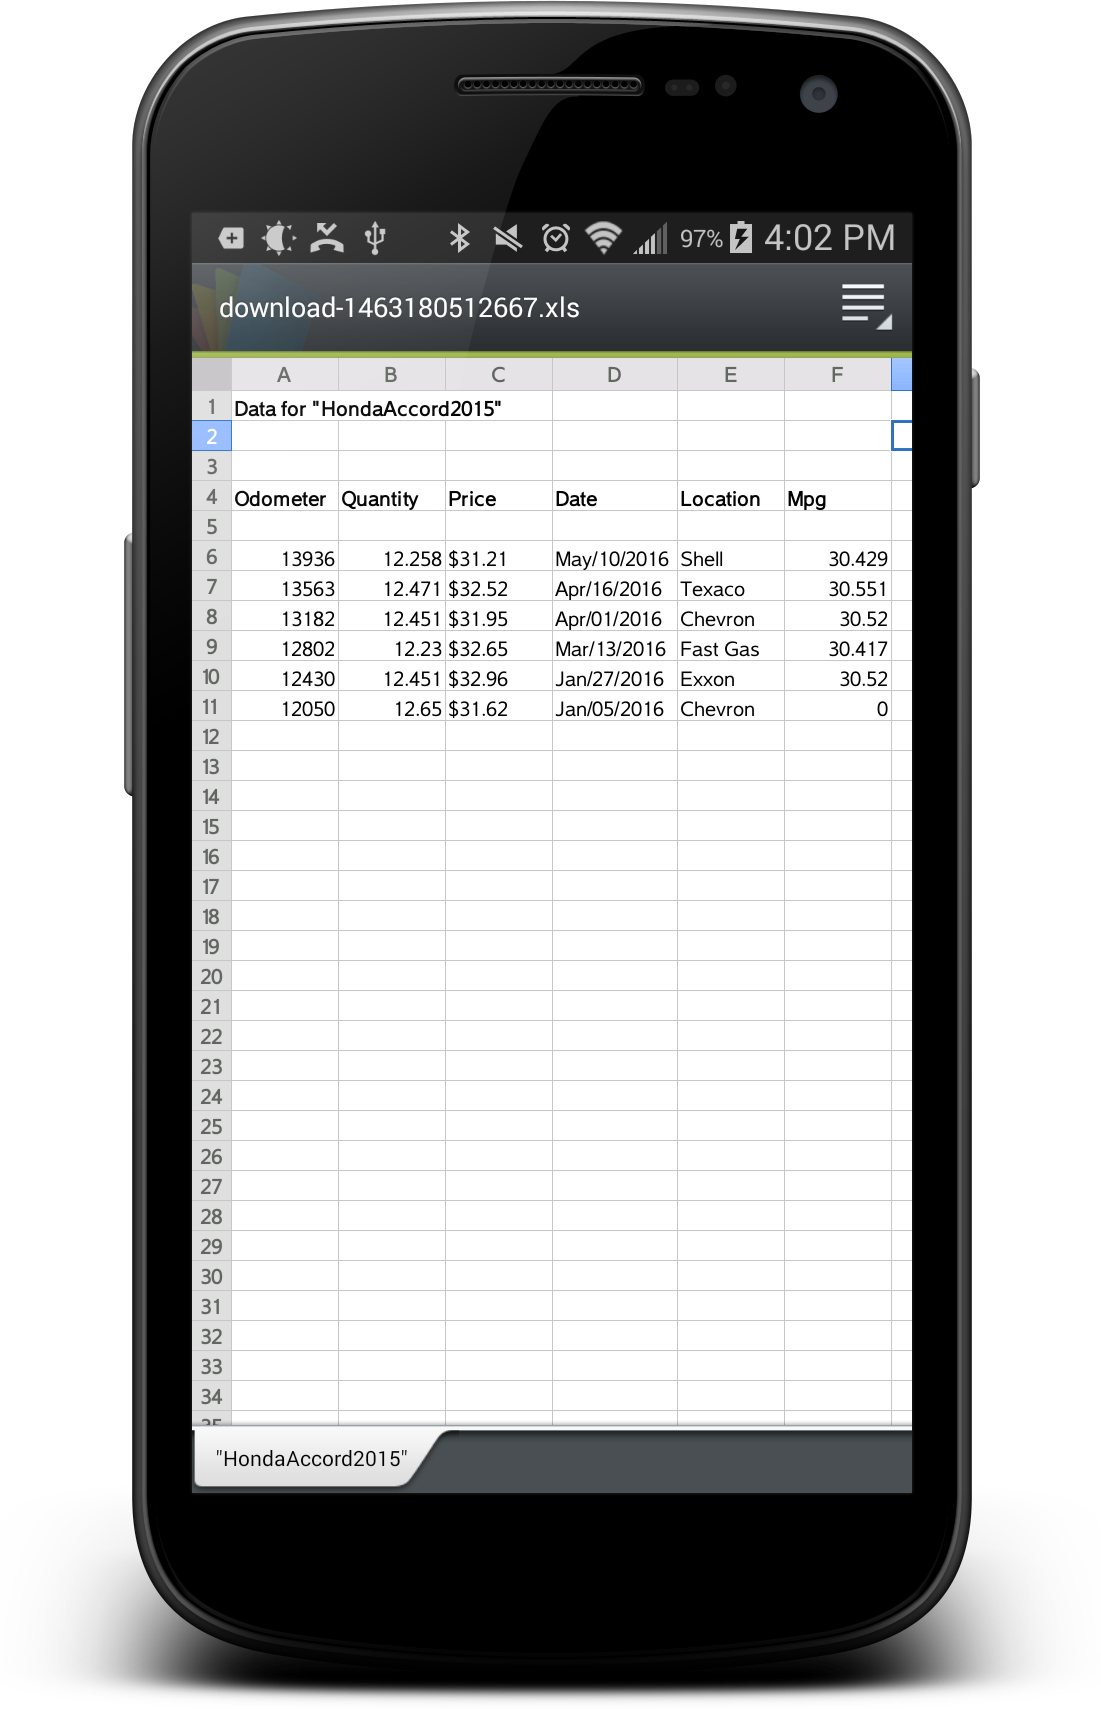 97% 4:02 PM
download-1463180512667.xls
A B C D E F
1 Data for "HondaAccord2015"
2
3
4 Odometer Quantity Price Date Location Mpg
5
6 13936 12.258 $31.21 May/10/2016 Shell 30.429
7 13563 12.471 $32.52 Apr/16/2016 Texaco 30.551
8 13182 12.451 $31.95 Apr/01/2016 Chevron 30.52
9 12802 12.23 $32.65 Mar/13/2016 Fast Gas 30.417
10 12430 12.451 $32.96 Jan/27/2016 Exxon 30.52
11 12050 12.65 $31.62 Jan/05/2016 Chevron 0
12
13
14
15
16
17
18
19
20
21
22
23
24
25
26
27
28
29
30
31
32
33
34
35
"HondaAccord2015"